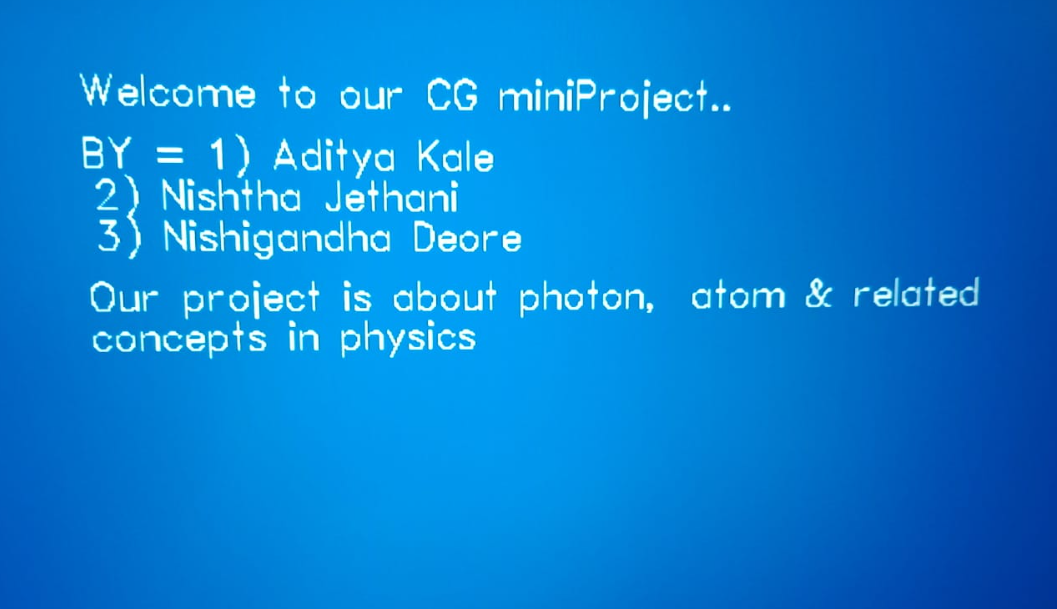 Welcome to our CG miniProject..
BY = 1) Aditya Kale
2) Nishtha Jethani
3) Nishigandha Deore
Our project is about photon, atom & related
concepts in physics